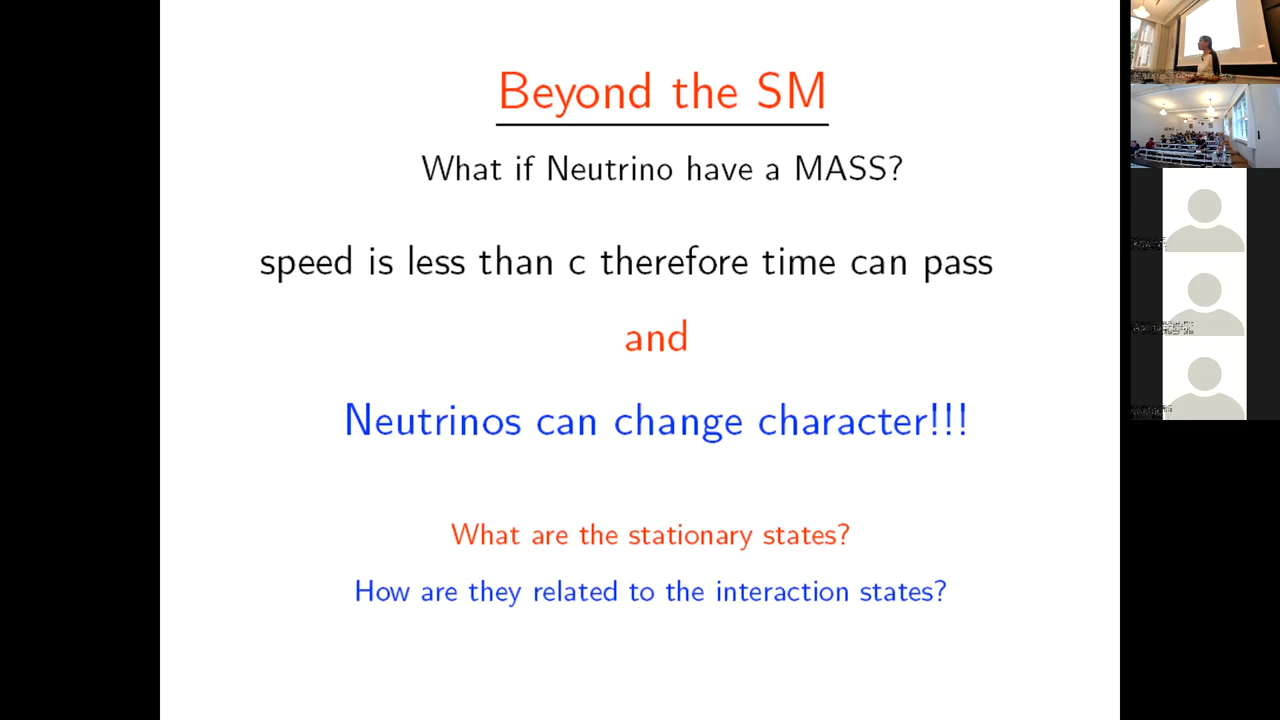 Beyond the SM
What if Neutrino have a MASS?
speed is less than c therefore time can pass
and
Neutrinos can change character!!!
What are the stationary states?
How are they related to the interaction states?